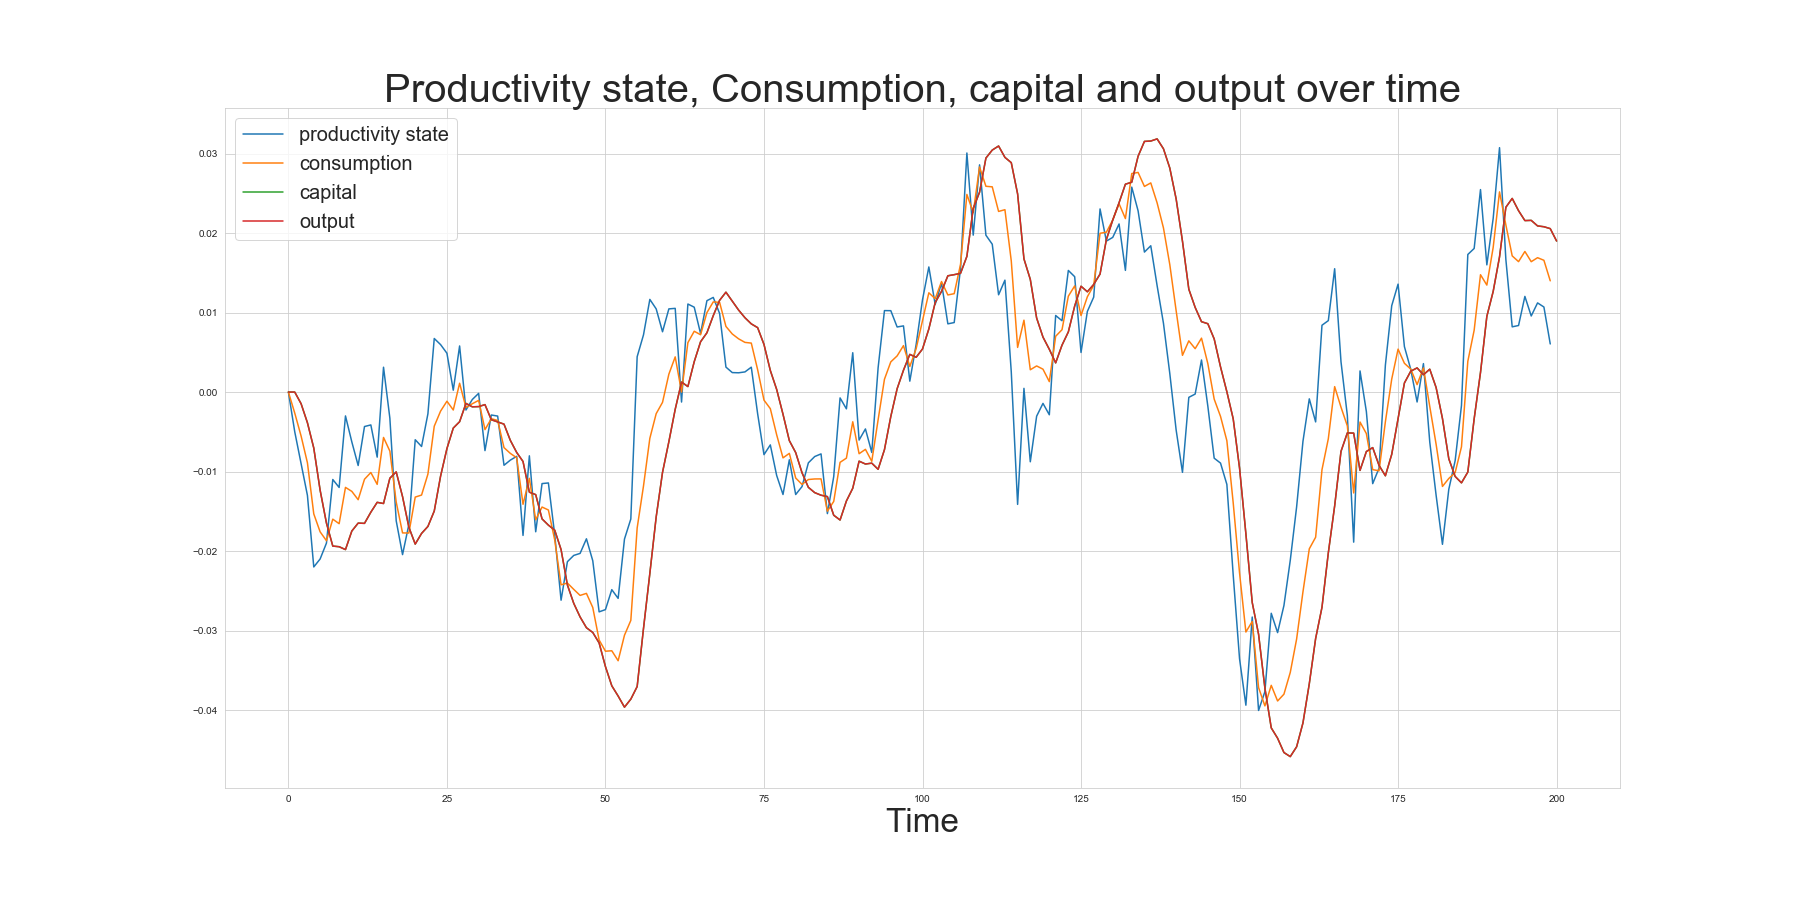 Productivity state, Consumption, capital and output over time
productivity state
consumption
capital
output
0.03
0.02
0.01
0.00
−0.01
−0.02
−0.03
−0.04
0 25 50 75 100 125 150 175 200
Time